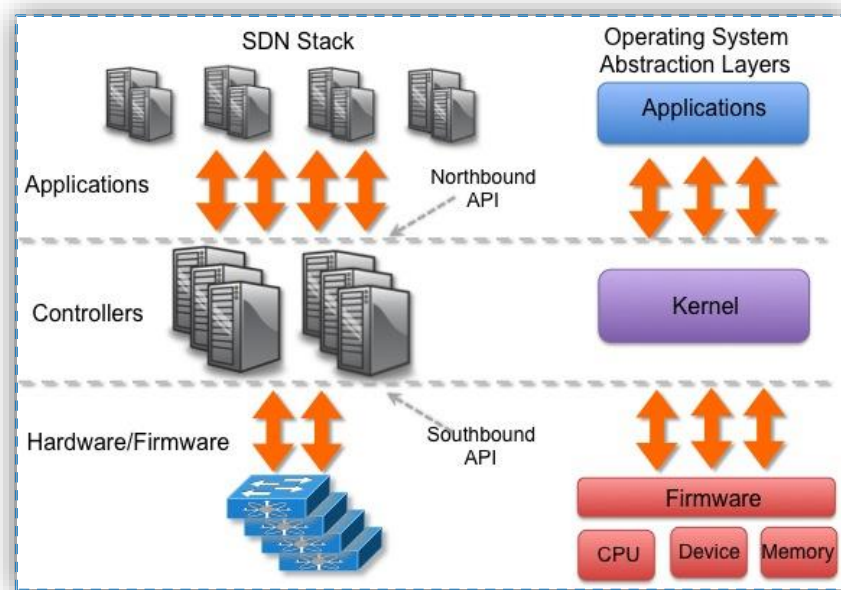 SDN Stack
Operating System
Abstraction Layers
Applications
Applications
Northbound
API
Controllers
Kernel
Hardware/Firmware
Southbound
API
Firmware
CPU
Device
Memory